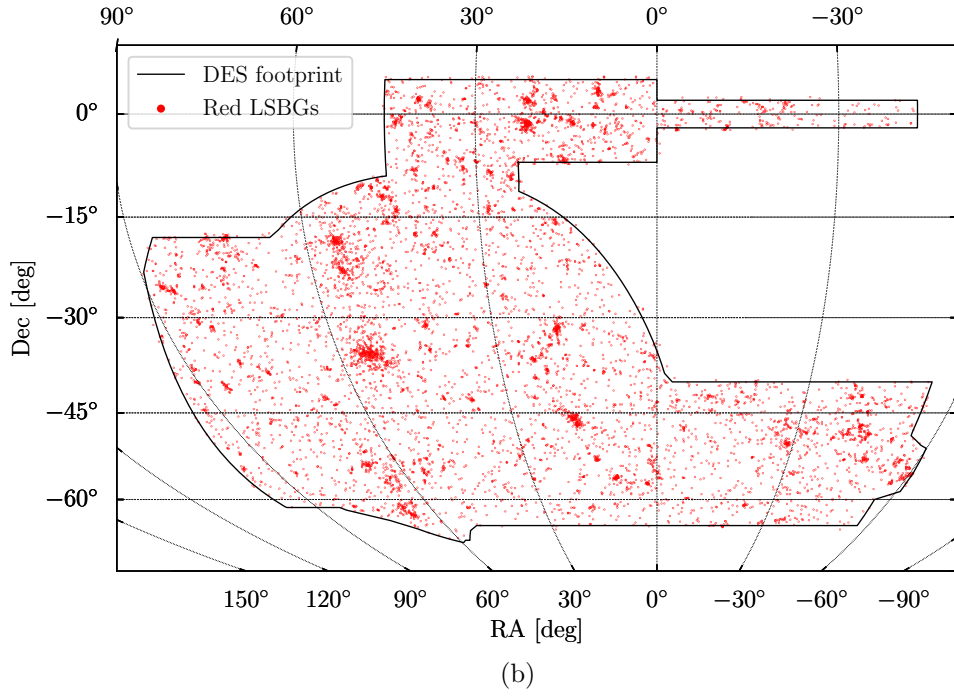 90° 60° 30° 0° −30°
DES footprint
Red LSBGs
0°
−15°
−30°
−45°
−60°
Dec [deg]
150° 120° 90° 60° 30° 0° −30° −60° −90°
RA [deg]
(b)